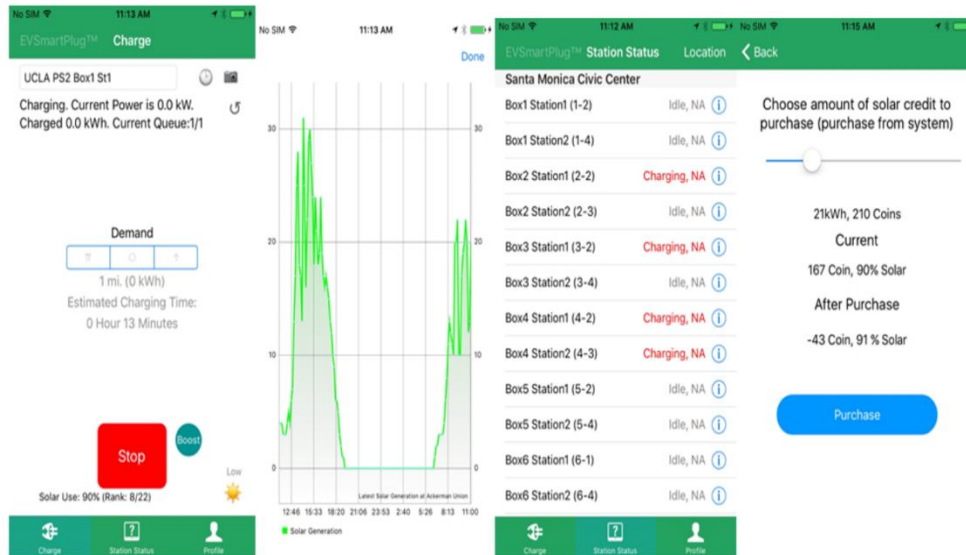 No SIM 11:13 AM
EVSmartPlug™ Charge
UCLA PS2 Box1 St1
Charging. Current Power is 0.0 kW.
Charged 0.0 kWh. Current Queue:1/1
Demand
1 mi. (0 kWh)
Estimated Charging Time:
0 Hour 13 Minutes
Stop
Boost
Low
Solar Use: 90% (Rank: 8/22)
Charge Station Status Profile
No SIM 11:13 AM
Done
30 30
20 20
10 10
0 0
Latest Solar Generation at Ackerman Union
12:46 15:33 18:20 21:06 23:53 2:40 5:26 8:13 11:00
Solar Generation
No SIM 11:12 AM
EVSmartPlug™ Station Status Location
Santa Monica Civic Center
Box1 Station1 (1-2) Idle, NA
Box1 Station2 (1-4) Idle, NA
Box2 Station1 (2-2) Charging, NA
Box2 Station2 (2-3) Idle, NA
Box3 Station1 (3-2) Charging, NA
Box3 Station2 (3-4) Idle, NA
Box4 Station1 (4-2) Charging, NA
Box4 Station2 (4-3) Charging, NA
Box5 Station1 (5-2) Idle, NA
Box5 Station2 (5-4) Idle, NA
Box6 Station1 (6-1) Idle, NA
Box6 Station2 (6-4) Idle, NA
Charge Station Status Profile
No SIM 11:15 AM
Back
Choose amount of solar credit to
purchase (purchase from system)
21kWh, 210 Coins
Current
167 Coin, 90% Solar
After Purchase
-43 Coin, 91 % Solar
Purchase